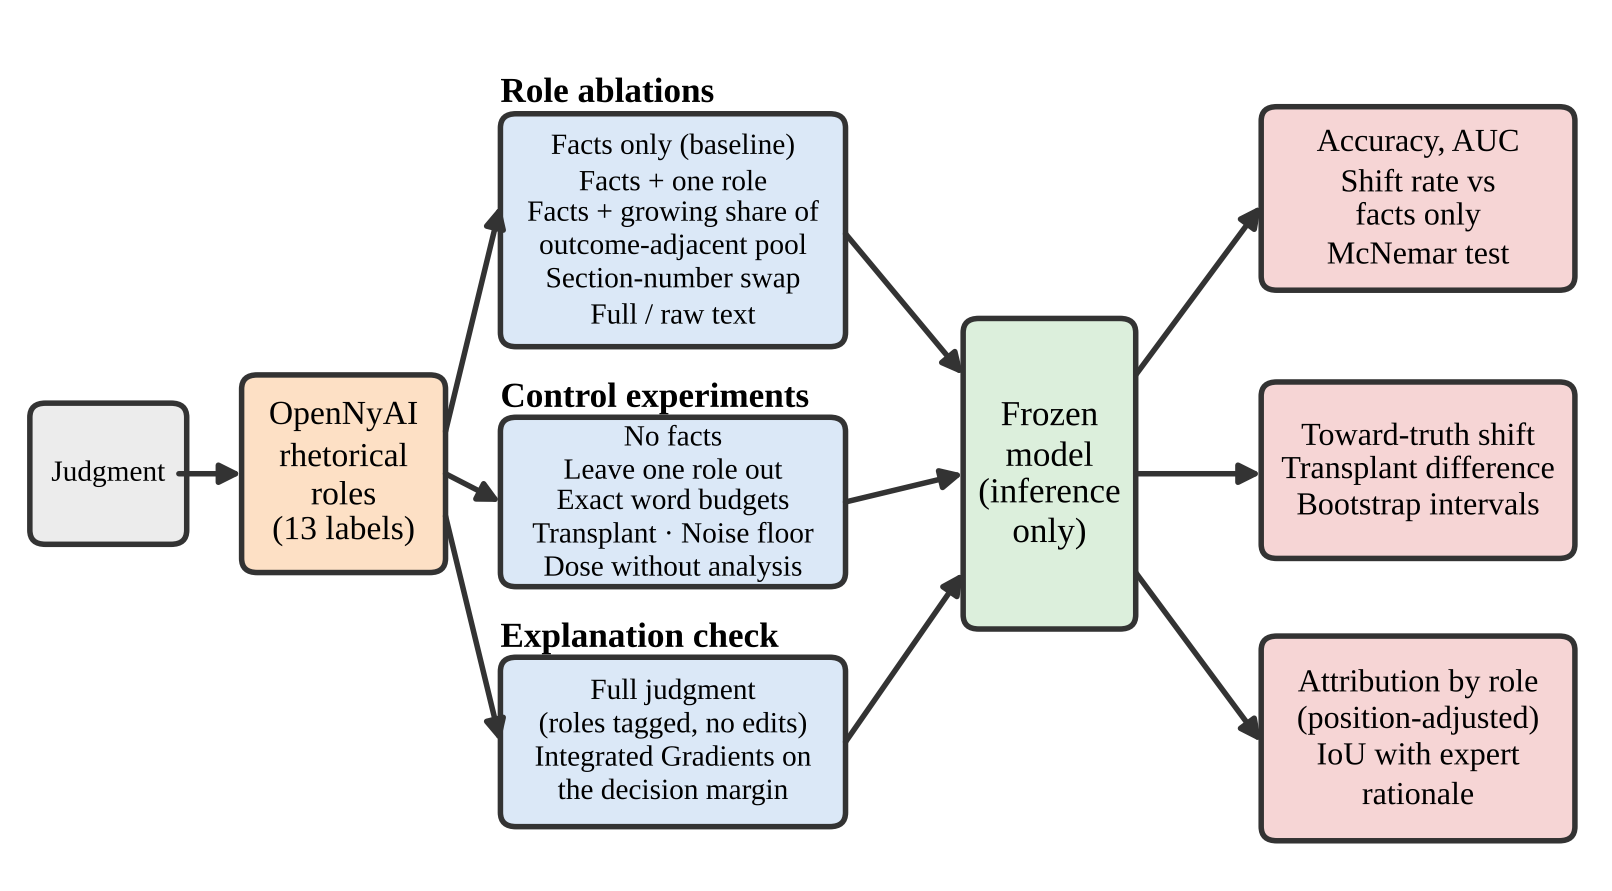 Judgment
OpenNyAI
rhetorical
roles
(13 labels)
Role ablations
Facts only (baseline)
Facts + one role
Facts + growing share of
outcome-adjacent pool
Section-number swap
Full / raw text
Control experiments
No facts
Leave one role out
Exact word budgets
Transplant · Noise floor
Dose without analysis
Explanation check
Full judgment
(roles tagged, no edits)
Integrated Gradients on
the decision margin
Frozen
model
(inference
only)
Accuracy, AUC
Shift rate vs
facts only
McNemar test
Toward-truth shift
Transplant difference
Bootstrap intervals
Attribution by role
(position-adjusted)
IoU with expert
rationale